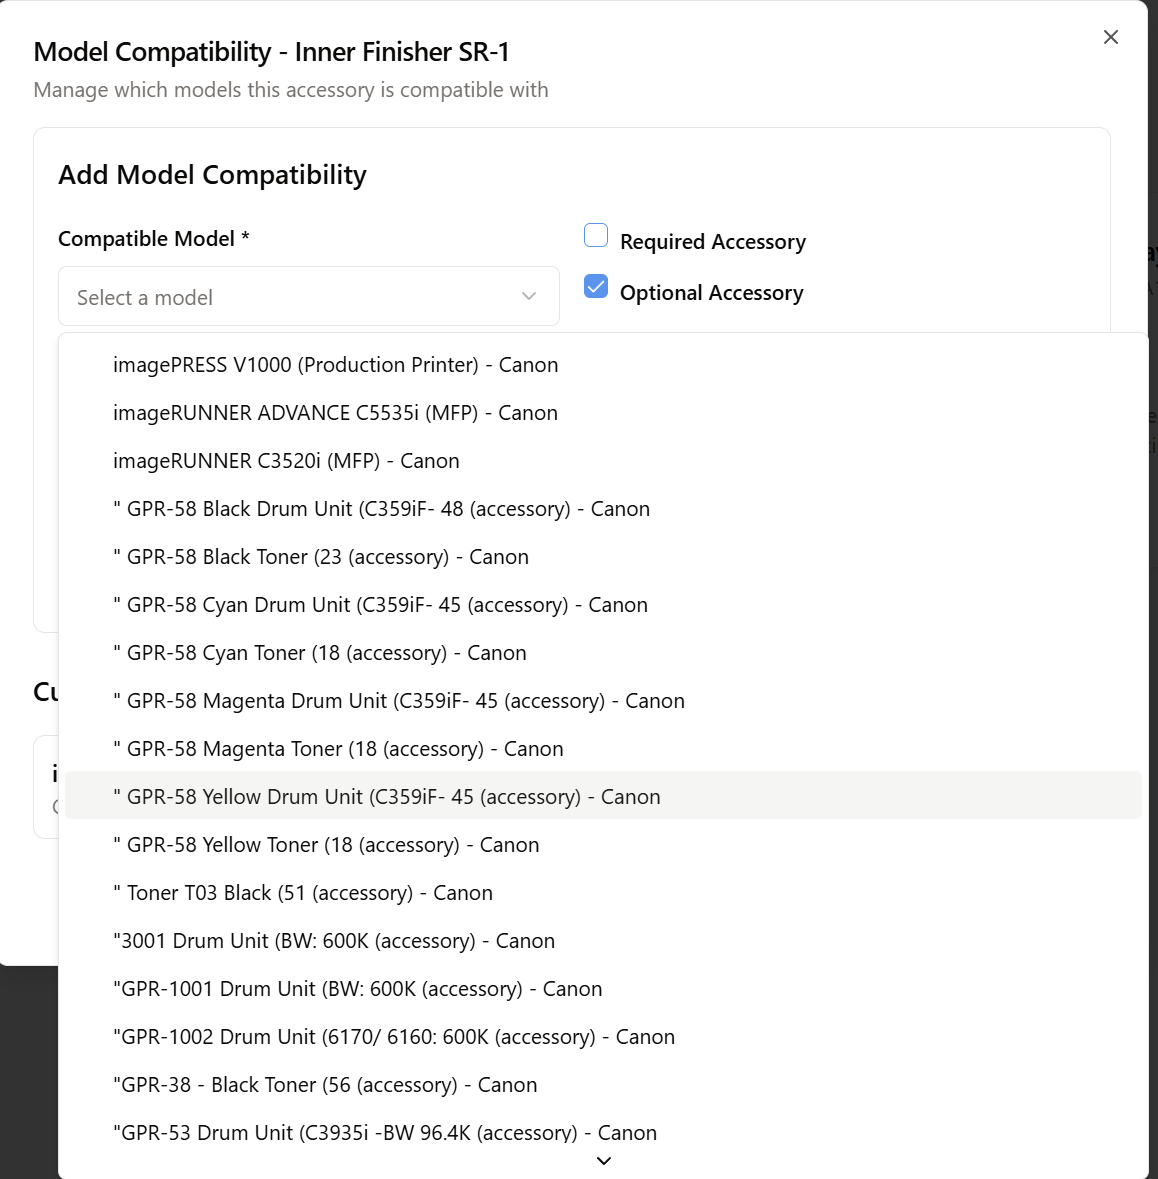 Model Compatibility - Inner Finisher SR-1
Manage which models this accessory is compatible with
Add Model Compatibility
Compatible Model *
Select a model
Required Accessory
Optional Accessory
imagePRESS V1000 (Production Printer) - Canon
imageRUNNER ADVANCE C5535i (MFP) - Canon
imageRUNNER C3520i (MFP) - Canon
" GPR-58 Black Drum Unit (C359iF- 48 (accessory) - Canon
" GPR-58 Black Toner (23 (accessory) - Canon
" GPR-58 Cyan Drum Unit (C359iF- 45 (accessory) - Canon
" GPR-58 Cyan Toner (18 (accessory) - Canon
" GPR-58 Magenta Drum Unit (C359iF- 45 (accessory) - Canon
" GPR-58 Magenta Toner (18 (accessory) - Canon
" GPR-58 Yellow Drum Unit (C359iF- 45 (accessory) - Canon
" GPR-58 Yellow Toner (18 (accessory) - Canon
" Toner T03 Black (51 (accessory) - Canon
"3001 Drum Unit (BW: 600K (accessory) - Canon
"GPR-1001 Drum Unit (BW: 600K (accessory) - Canon
"GPR-1002 Drum Unit (6170/ 6160: 600K (accessory) - Canon
"GPR-38 - Black Toner (56 (accessory) - Canon
"GPR-53 Drum Unit (C3935i -BW 96.4K (accessory) - Canon